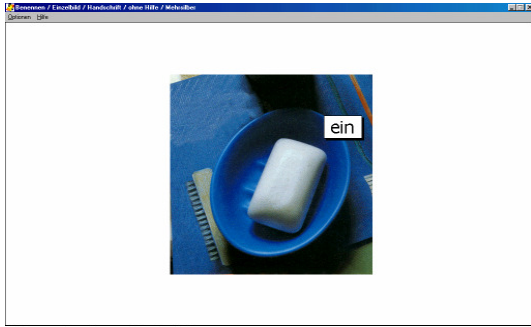 Benennen / Einzelbild / Handschrift / ohne Hilfe / Mehrsilber
Optionen Hilfe
ein